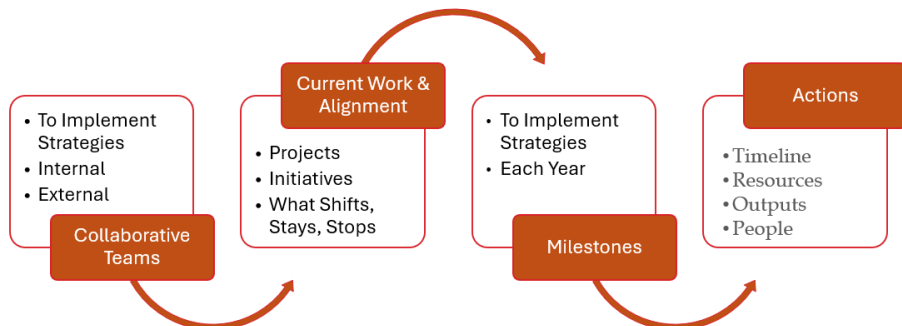 • To Implement
Strategies
• Internal
• External
Collaborative
Teams
Current Work &
Alignment
• Projects
• Initiatives
• What Shifts,
Stays, Stops
• To Implement
Strategies
• Each Year
Milestones
Actions
• Timeline
• Resources
• Outputs
• People